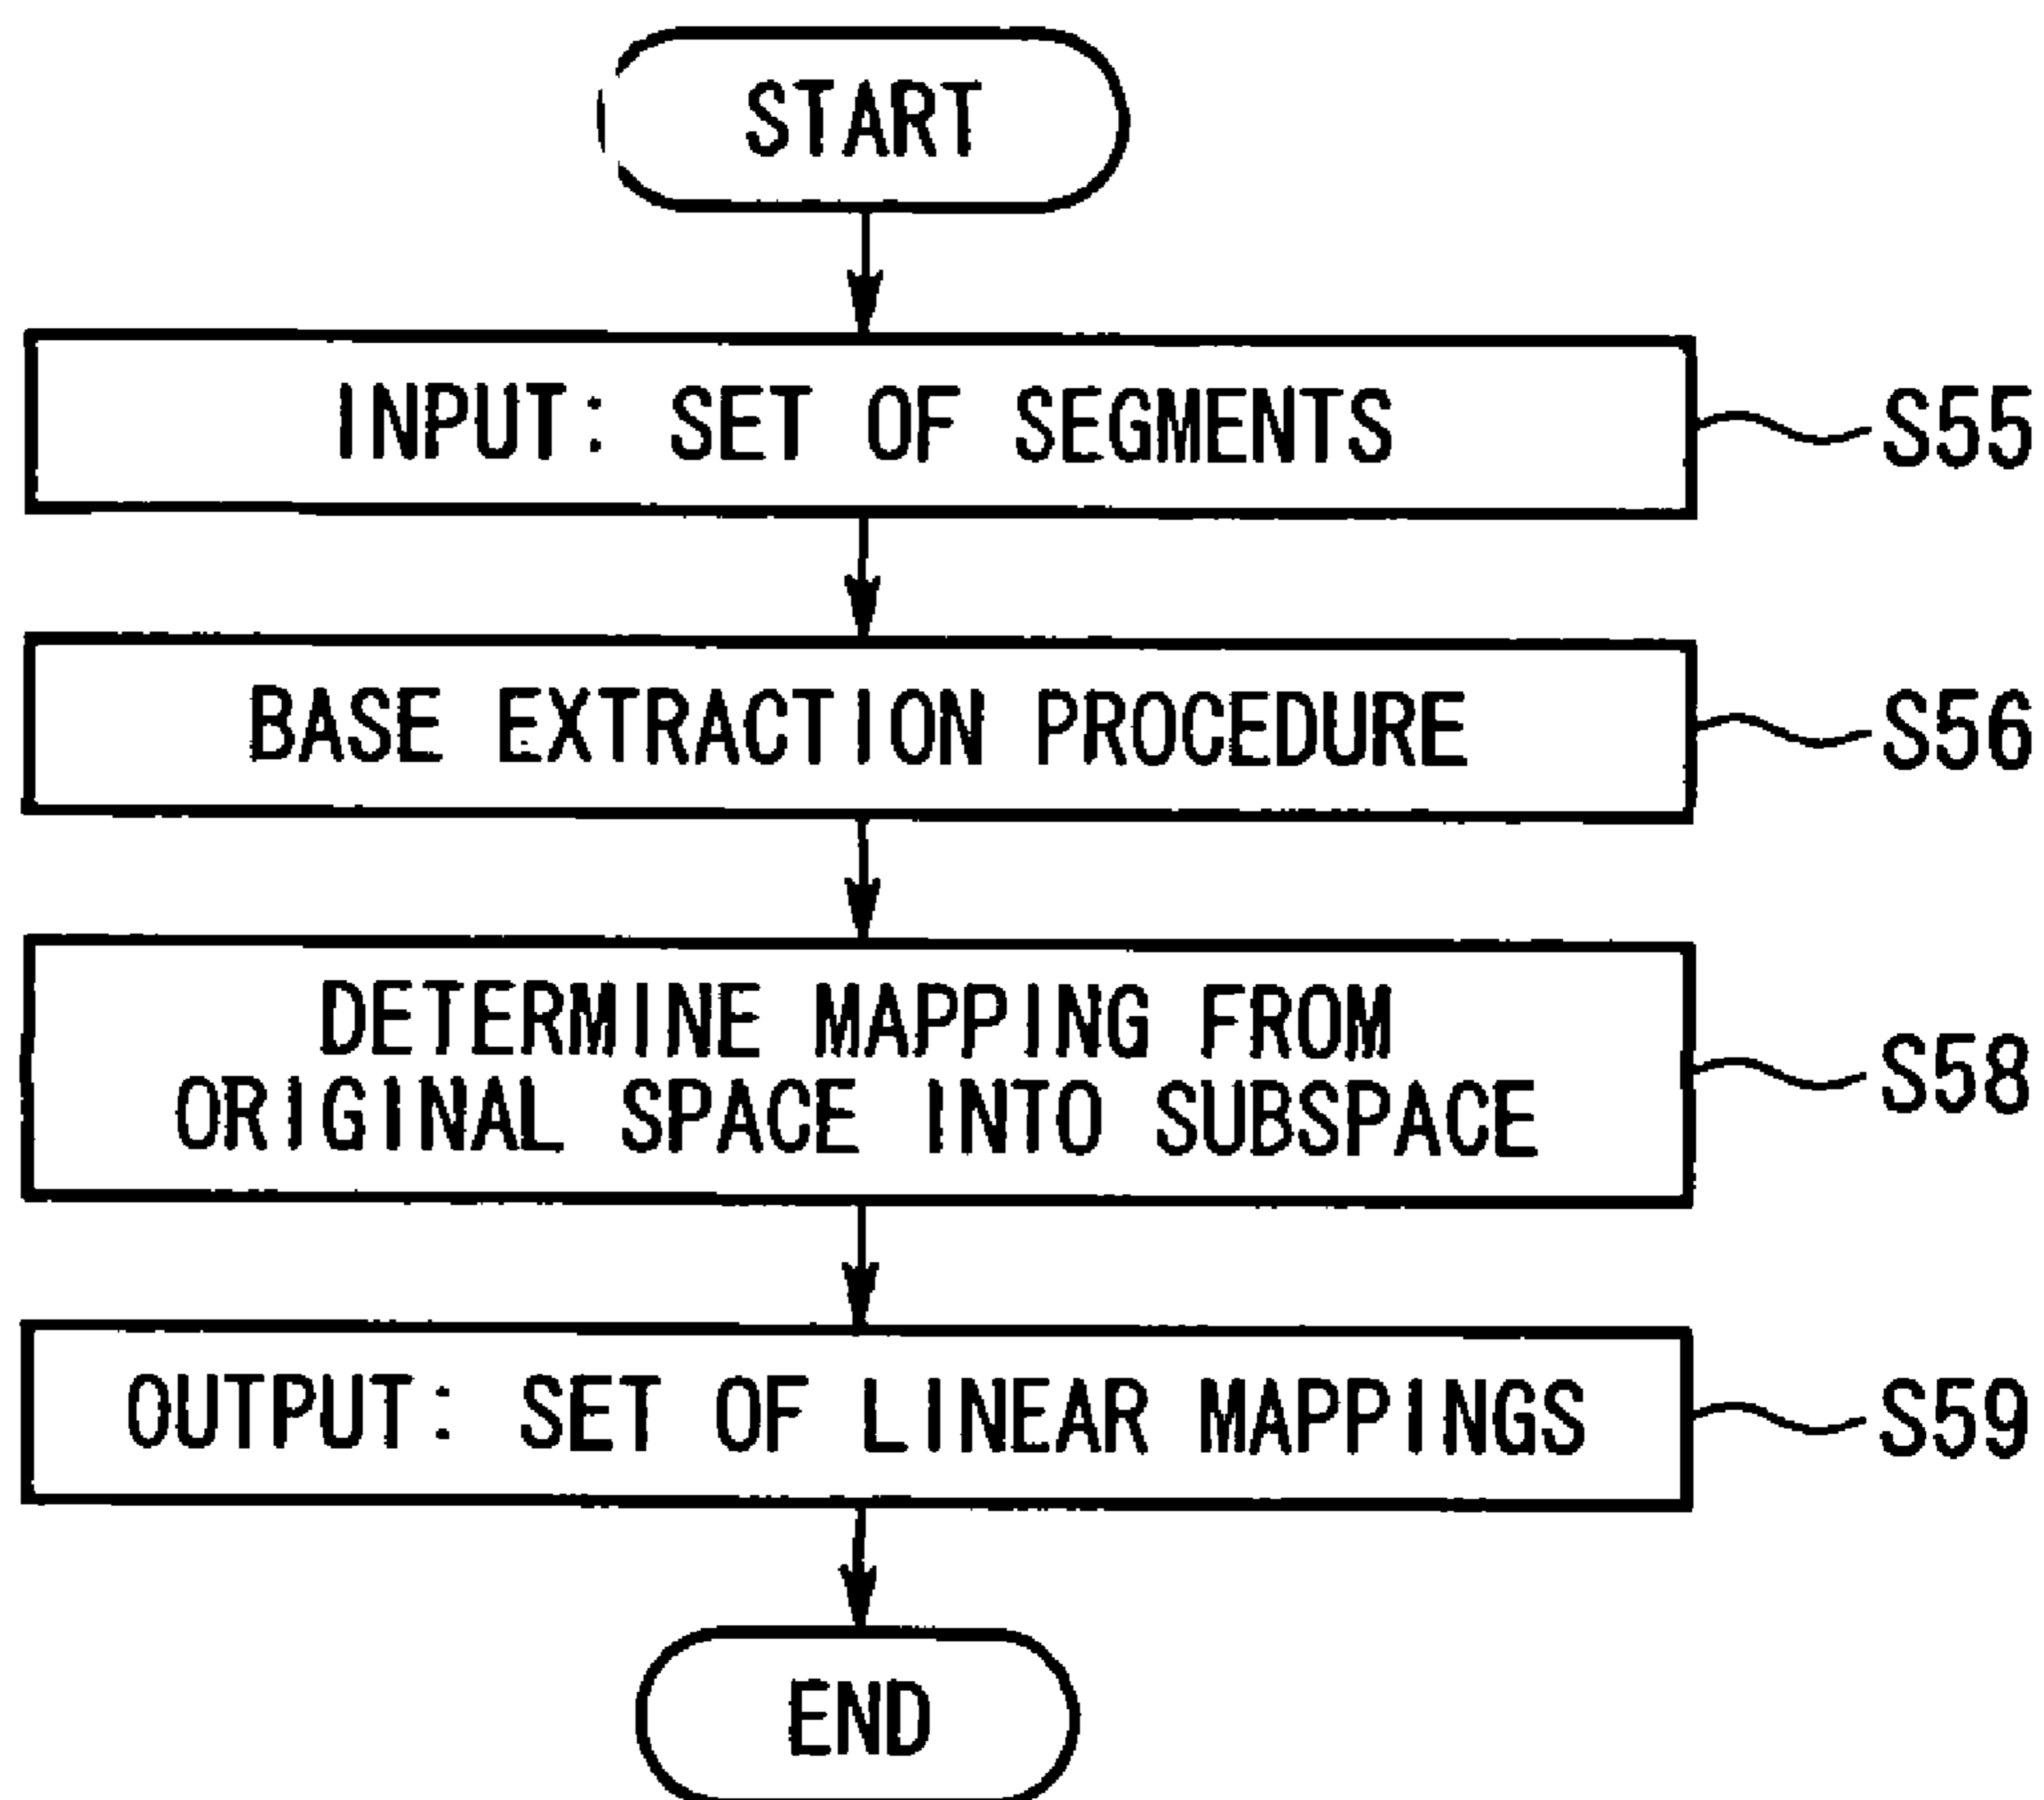 START
INPUT: SET OF SEGMENTS
S55
BASE EXTRACTION PROCEDURE
S56
DETERMINE MAPPING FROM
ORIGINAL SPACE INTO SUBSPACE
S58
OUTPUT: SET OF LINEAR MAPPINGS
S59
END